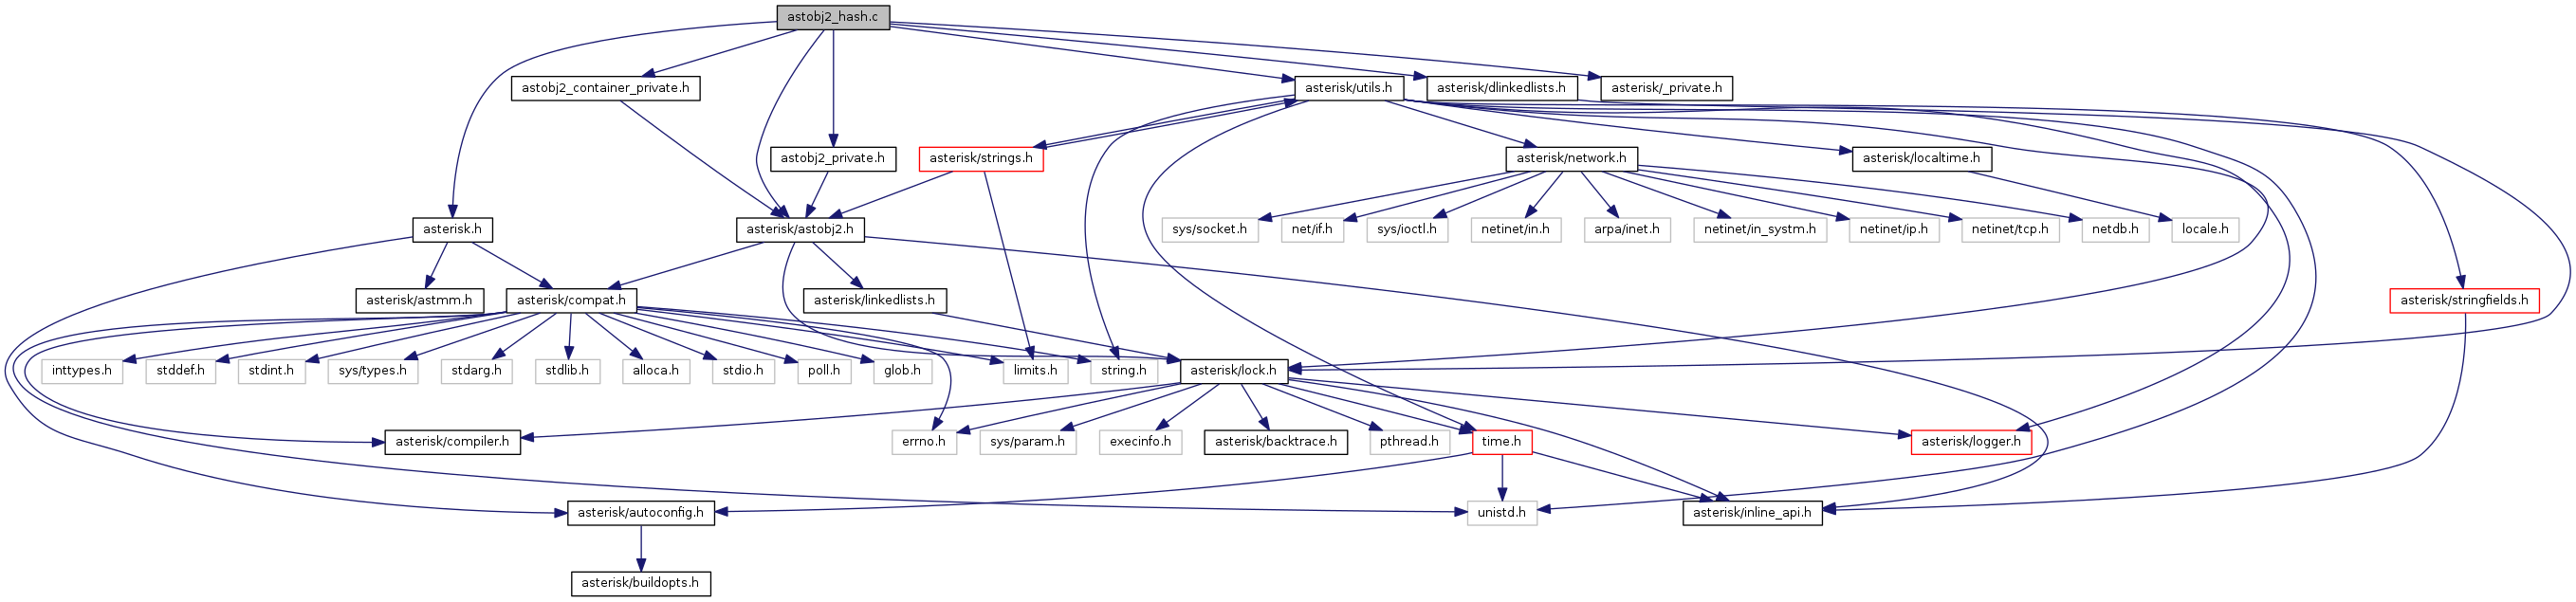 astobj2_hash.c
astobj2_container_private.h
asterisk/utils.h
asterisk/dlinkedlists.h
asterisk/_private.h
astobj2_private.h
asterisk/strings.h
asterisk/network.h
asterisk/localtime.h
asterisk.h
asterisk/astobj2.h
sys/socket.h
net/if.h
sys/ioctl.h
netinet/in.h
arpa/inet.h
netinet/in_systm.h
netinet/ip.h
netinet/tcp.h
netdb.h
locale.h
asterisk/astmm.h
asterisk/compat.h
asterisk/linkedlists.h
asterisk/stringfields.h
inttypes.h
stddef.h
stdint.h
sys/types.h
stdarg.h
stdlib.h
alloca.h
stdio.h
poll.h
glob.h
limits.h
string.h
asterisk/lock.h
asterisk/compiler.h
errno.h
sys/param.h
execinfo.h
asterisk/backtrace.h
pthread.h
time.h
asterisk/logger.h
asterisk/autoconfig.h
unistd.h
asterisk/inline_api.h
asterisk/buildopts.h